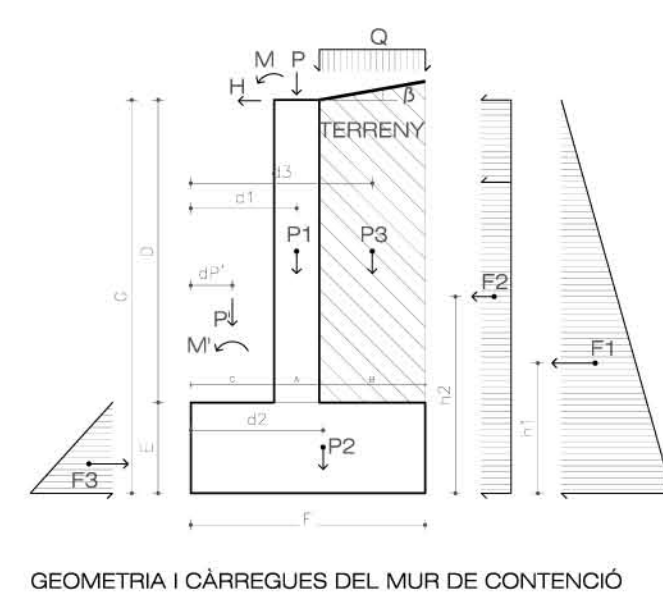 Q
M P
H
β
TERRENY
d3
d1
P1 P3
D
G
dP'
F2
P'
M'
F1
C A B
h2
d2
h1
P2
E
F3
F
GEOMETRIA I CÀRREGUES DEL MUR DE CONTENCIÓ